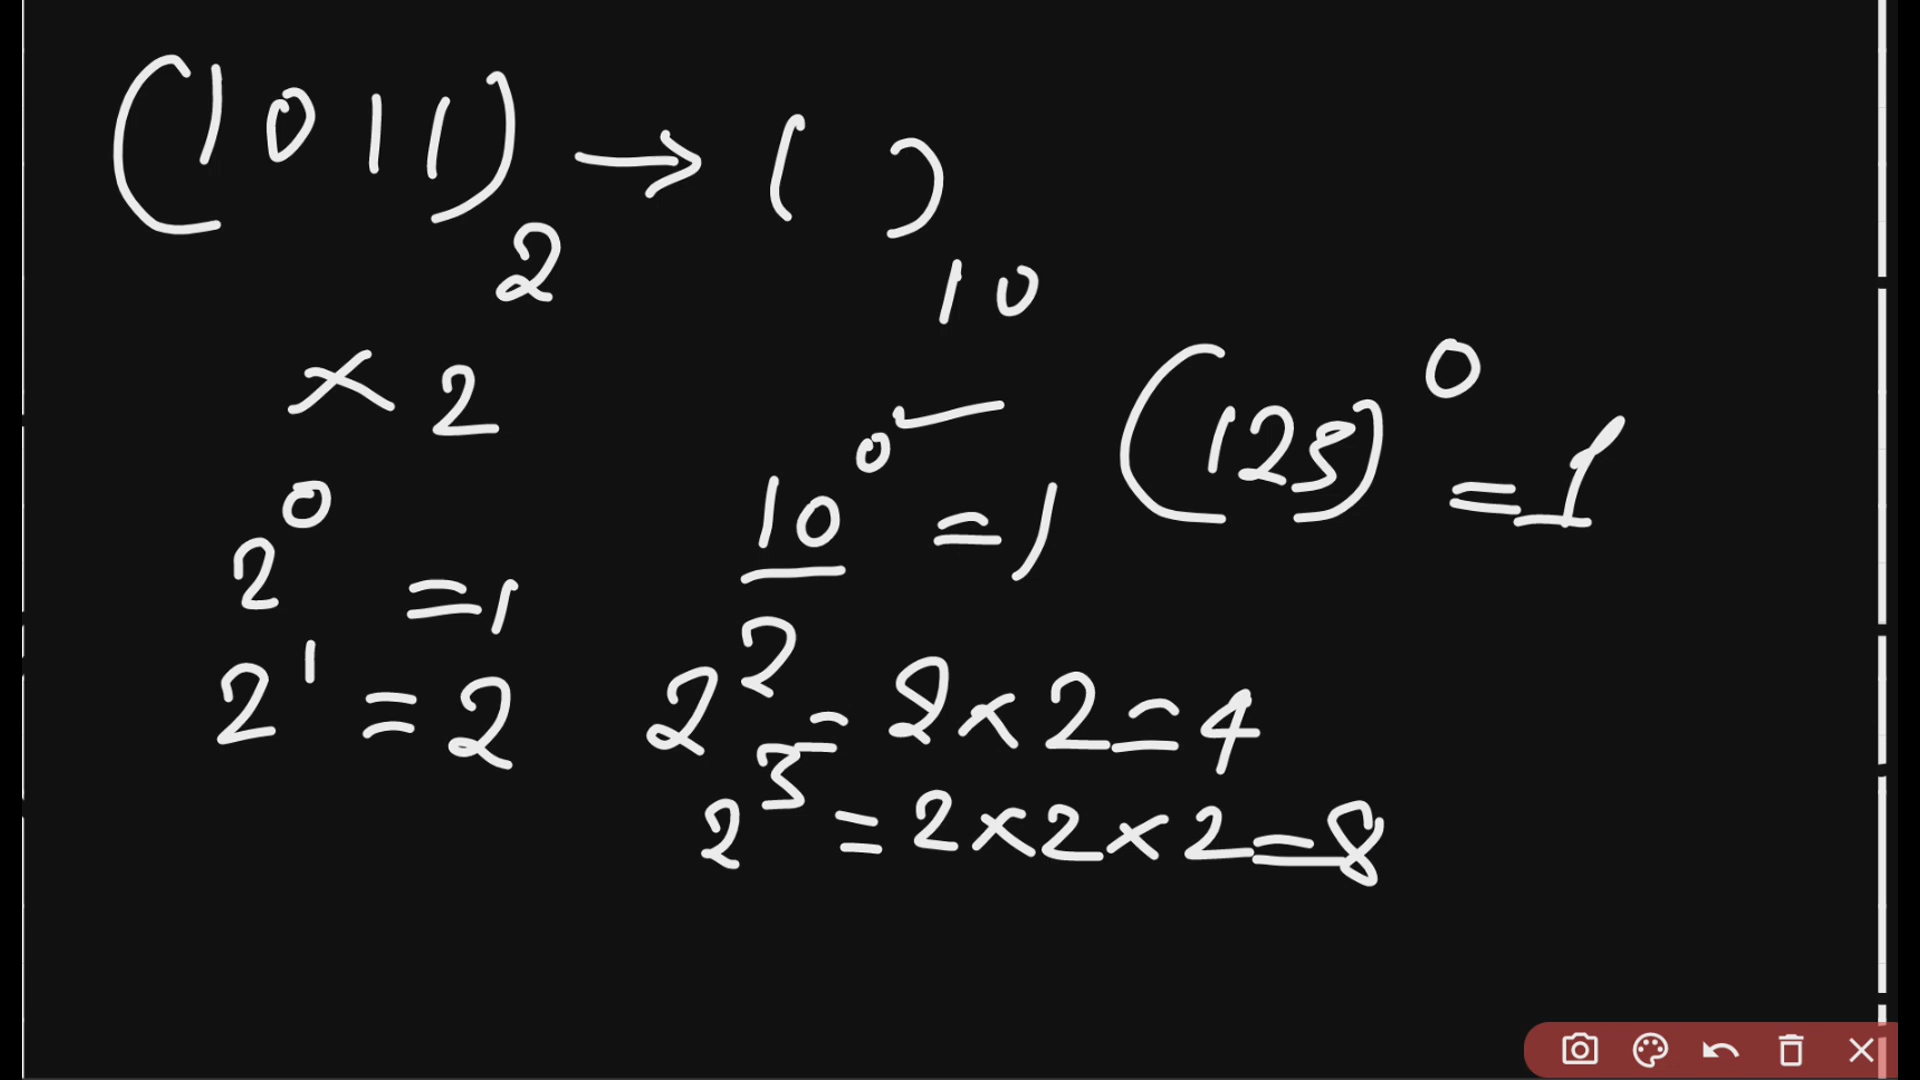 (1011)₂ → ( )₁₀
× 2
2⁰ = 1
10⁰ = 1
(123)⁰ = 1
2¹ = 2
2² = 2×2 = 4
2³ = 2×2×2 = 8